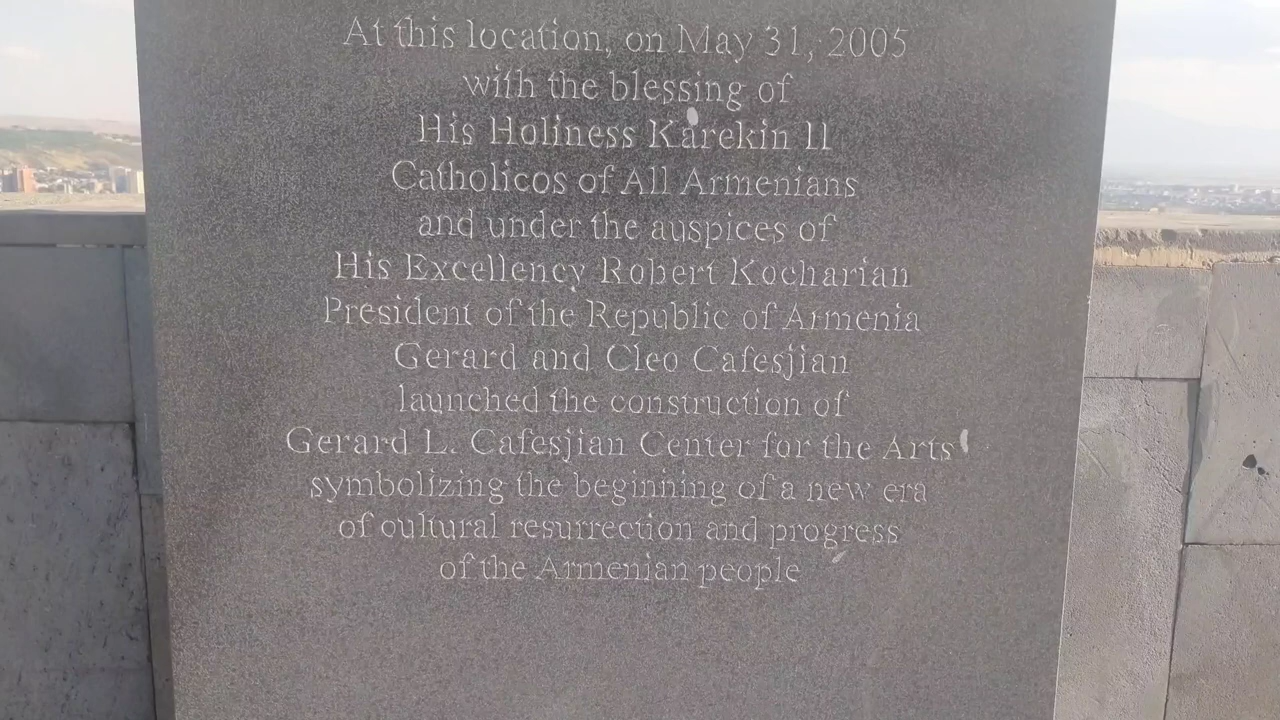 At this location, on May 31, 2005
with the blessing of
His Holiness Karekin II
Catholicos of All Armenians
and under the auspices of
His Excellency Robert Kocharian
President of the Republic of Armenia
Gerard and Cleo Cafesjian
launched the construction of
Gerard L. Cafesjian Center for the Arts
symbolizing the beginning of a new era
of cultural resurrection and progress
of the Armenian people